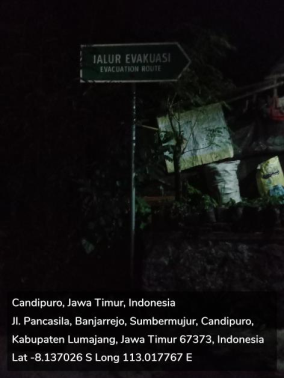 JALUR EVAKUASI
EVACUATION ROUTE
Candipuro, Jawa Timur, Indonesia
Jl. Pancasila, Banjarrejo, Sumbermujur, Candipuro,
Kabupaten Lumajang, Jawa Timur 67373, Indonesia
Lat -8.137026 S Long 113.017767 E